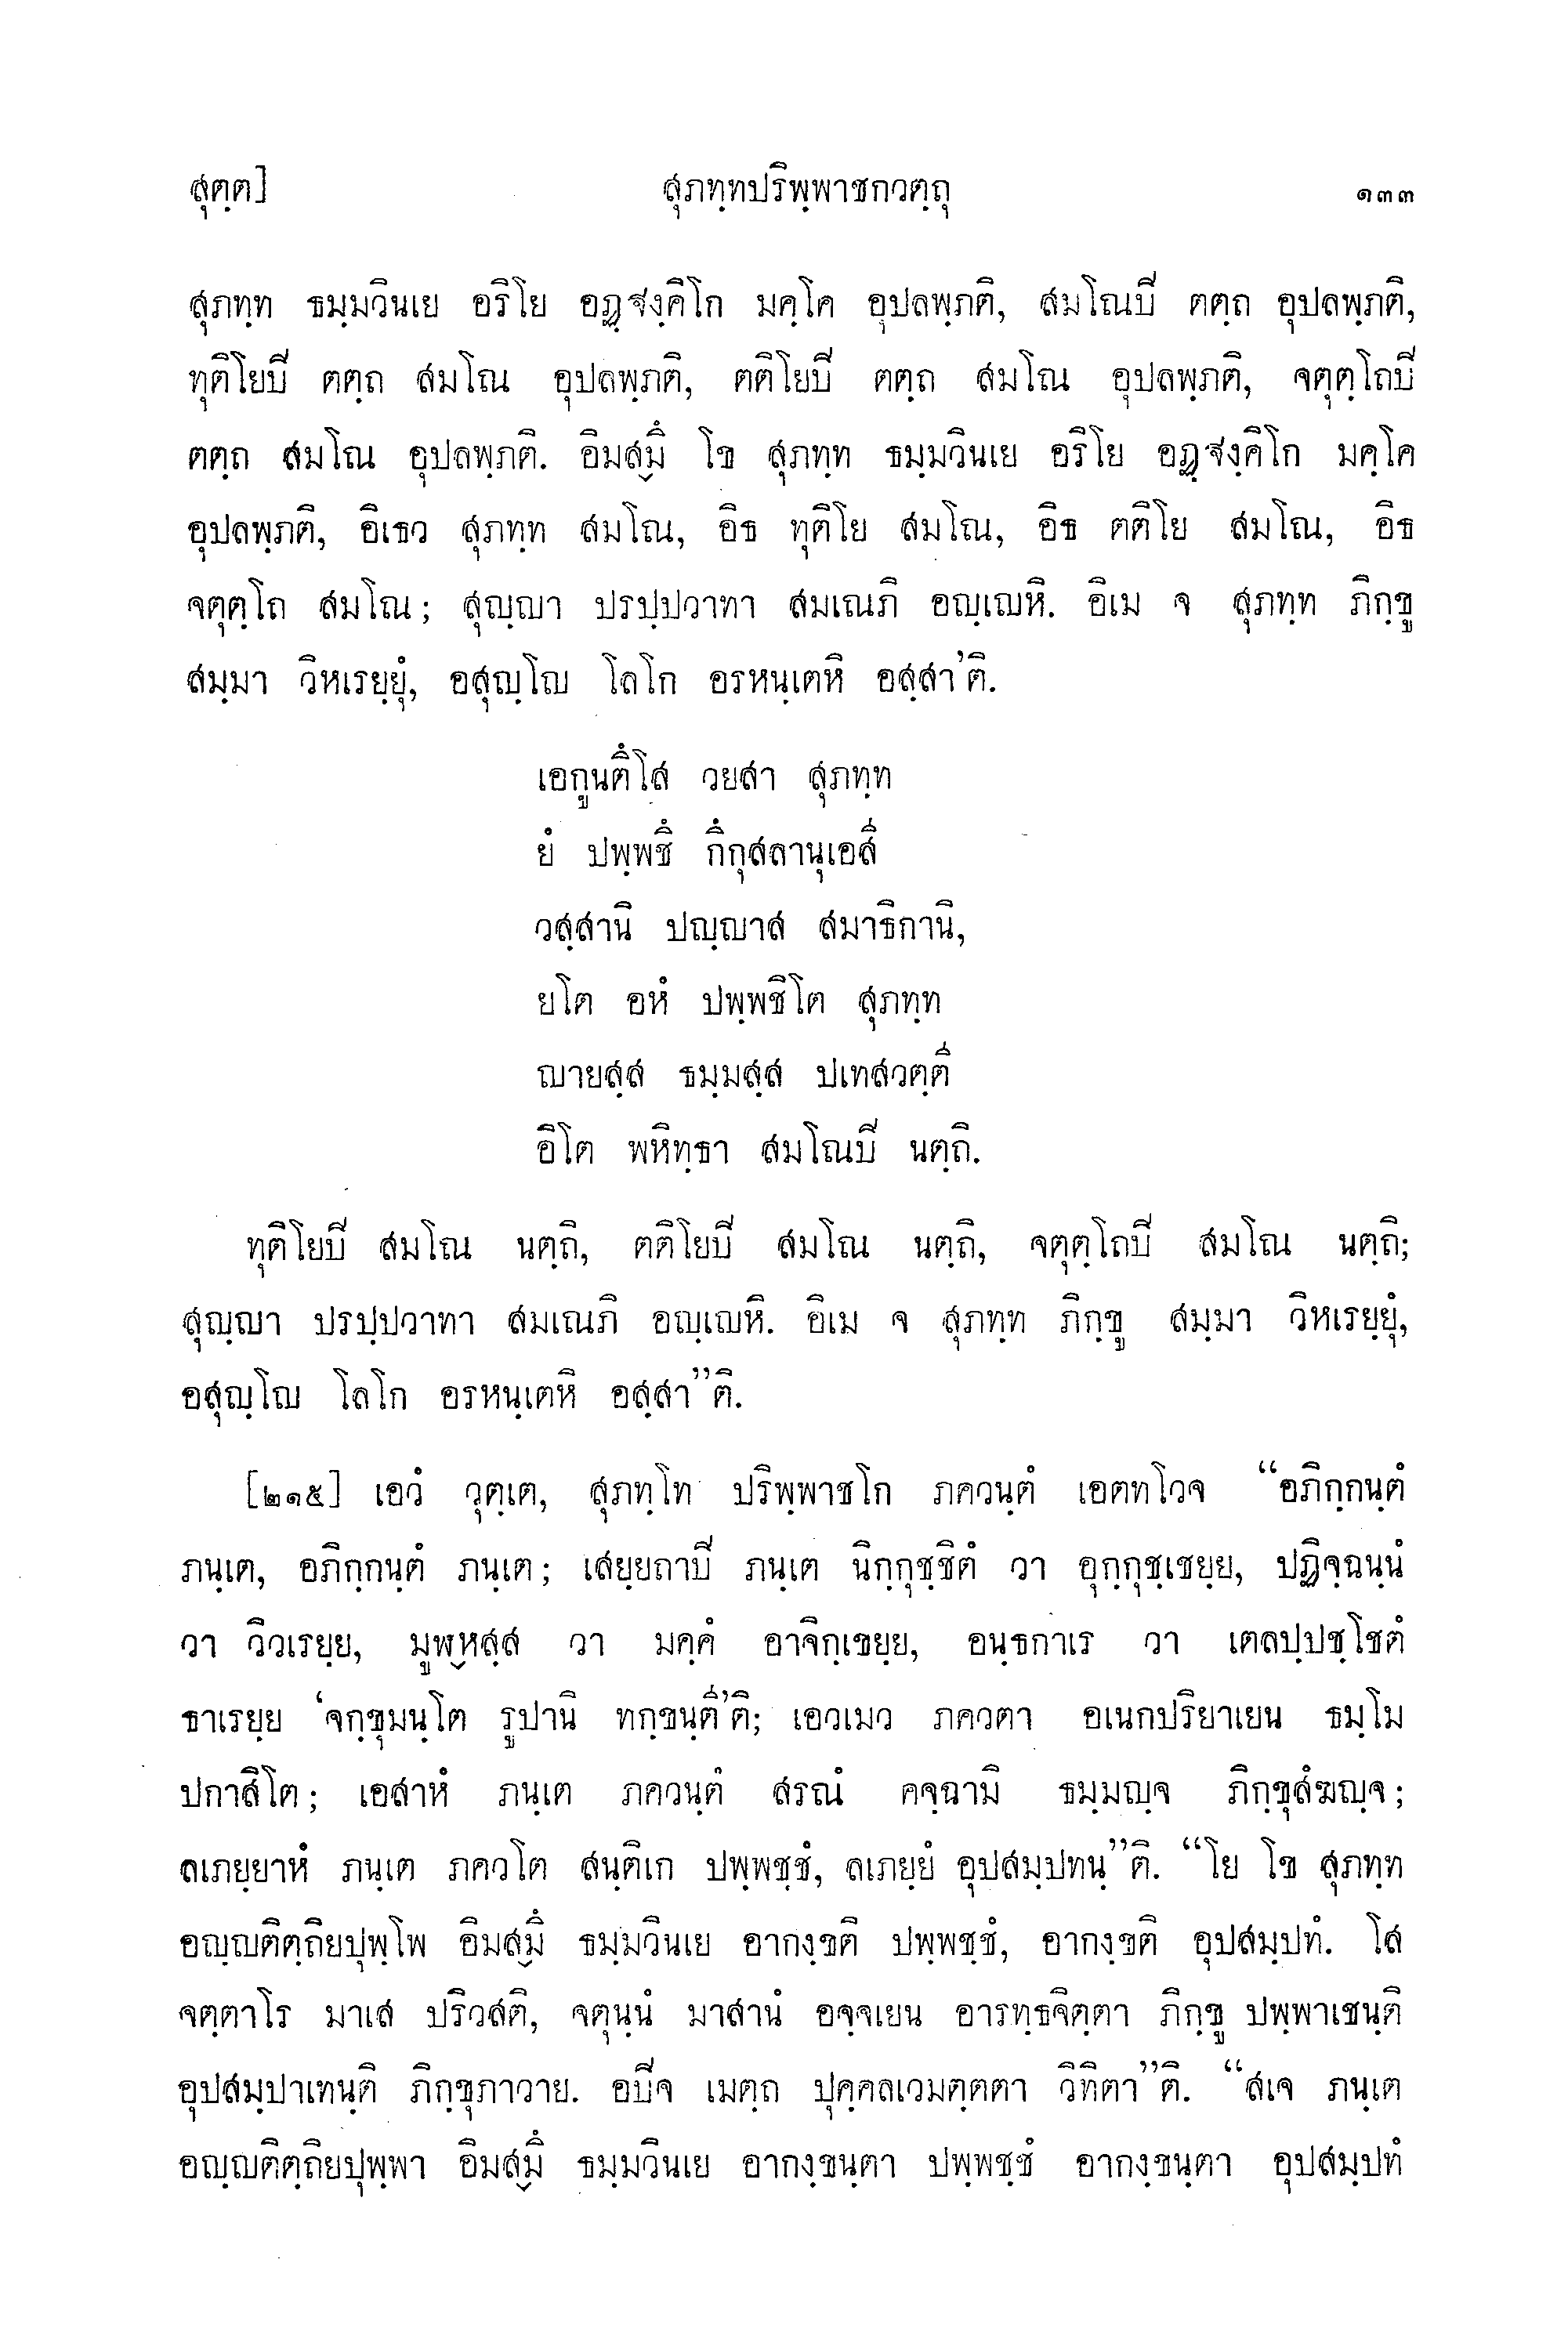 สุตฺต]
สุภทฺทปริพฺพาชกวตฺถุ
๑๓๓
สุภทฺท ธมฺมวินเย อริโย อฏฺฐงฺคิโก มคฺโค อุปลพฺภติ, สมโณปิ ตตฺถ อุปลพฺภติ,
ทุติโยปิ ตตฺถ สมโณ อุปลพฺภติ, ตติโยปิ ตตฺถ สมโณ อุปลพฺภติ, จตุตฺโถปิ
ตตฺถ สมโณ อุปลพฺภติ. อิมสฺมึ โข สุภทฺท ธมฺมวินเย อริโย อฏฺฐงฺคิโก มคฺโค
อุปลพฺภติ, อิเธว สุภทฺท สมโณ, อิธ ทุติโย สมโณ, อิธ ตติโย สมโณ, อิธ
จตุตฺโถ สมโณ; สุญฺญา ปรปฺปวาทา สมเณภิ อญฺเญหิ. อิเม จ สุภทฺท ภิกฺขู
สมฺมา วิหเรยฺยุํ, อสุญฺโญ โลโก อรหนฺเตหิ อสฺสา’ติ.
เอกูนตึโส วยสา สุภทฺท
ยํ ปพฺพชึ กึกุสลานุเอสี
วสฺสานิ ปญฺญาส สมาธิกานิ,
ยโต อหํ ปพฺพชิโต สุภทฺท
ญายสฺส ธมฺมสฺส ปเทสวตฺตี
อิโต พหิทฺธา สมโณปิ นตฺถิ.
ทุติโยปิ สมโณ นตฺถิ, ตติโยปิ สมโณ นตฺถิ, จตุตฺโถปิ สมโณ นตฺถิ;
สุญฺญา ปรปฺปวาทา สมเณภิ อญฺเญหิ. อิเม จ สุภทฺท ภิกฺขู สมฺมา วิหเรยฺยุํ,
อสุญฺโญ โลโก อรหนฺเตหิ อสฺสา”ติ.
[๒๑๕] เอวํ วุตฺเต, สุภทฺโท ปริพฺพาชโก ภควนฺตํ เอตทโวจ “อภิกฺกนฺตํ
ภนฺเต, อภิกฺกนฺตํ ภนฺเต; เสยฺยถาปิ ภนฺเต นิกฺกุชฺชิตํ วา อุกฺกุชฺเชยฺย, ปฏิจฺฉนฺนํ
วา วิวเรยฺย, มูฬฺหสฺส วา มคฺคํ อาจิกฺเขยฺย, อนฺธกาเร วา เตลปฺปชฺโชตํ
ธาเรยฺย ‘จกฺขุมนฺโต รูปานิ ทกฺขนฺตี’ติ; เอวเมว ภควตา อเนกปริยาเยน ธมฺโม
ปกาสิโต; เอสาหํ ภนฺเต ภควนฺตํ สรณํ คจฺฉามิ ธมฺมญฺจ ภิกฺขุสํฆญฺจ;
ลเภยฺยาหํ ภนฺเต ภควโต สนฺติเก ปพฺพชฺชํ, ลเภยฺยํ อุปสมฺปทนฺ”ติ. “โย โข สุภทฺท
อญฺญติตฺถิยปุพฺโพ อิมสฺมึ ธมฺมวินเย อากงฺขติ ปพฺพชฺชํ, อากงฺขติ อุปสมฺปทํ. โส
จตฺตาโร มาเส ปริวสติ, จตุนฺนํ มาสานํ อจฺจเยน อารทฺธจิตฺตา ภิกฺขู ปพฺพาเชนฺติ
อุปสมฺปาเทนฺติ ภิกฺขุภาวาย. อปิจ เมตฺถ ปุคฺคลเวมตฺตตา วิทิตา”ติ. “สเจ ภนฺเต
อญฺญติตฺถิยปุพฺพา อิมสฺมึ ธมฺมวินเย อากงฺขนฺตา ปพฺพชฺชํ อากงฺขนฺตา อุปสมฺปทํ